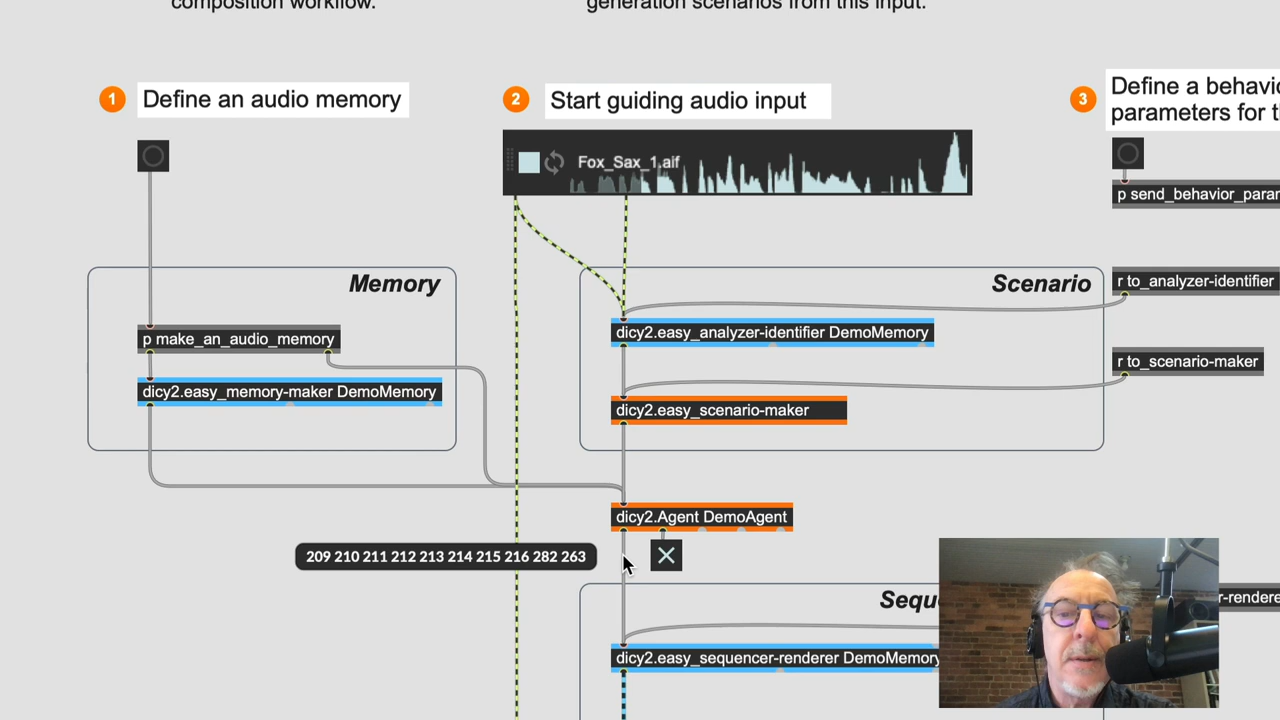 composition workflow.
generation scenarios from this input.
1 Define an audio memory
2 Start guiding audio input
3 Define a behavio
parameters for th
Fox_Sax_1.aif
p send_behavior_param
Memory
Scenario
r to_analyzer-identifier
p make_an_audio_memory
dicy2.easy_analyzer-identifier DemoMemory
r to_scenario-maker
dicy2.easy_memory-maker DemoMemory
dicy2.easy_scenario-maker
dicy2.Agent DemoAgent
209 210 211 212 213 214 215 216 282 263
Sequ
r-rendere
dicy2.easy_sequencer-renderer DemoMemory